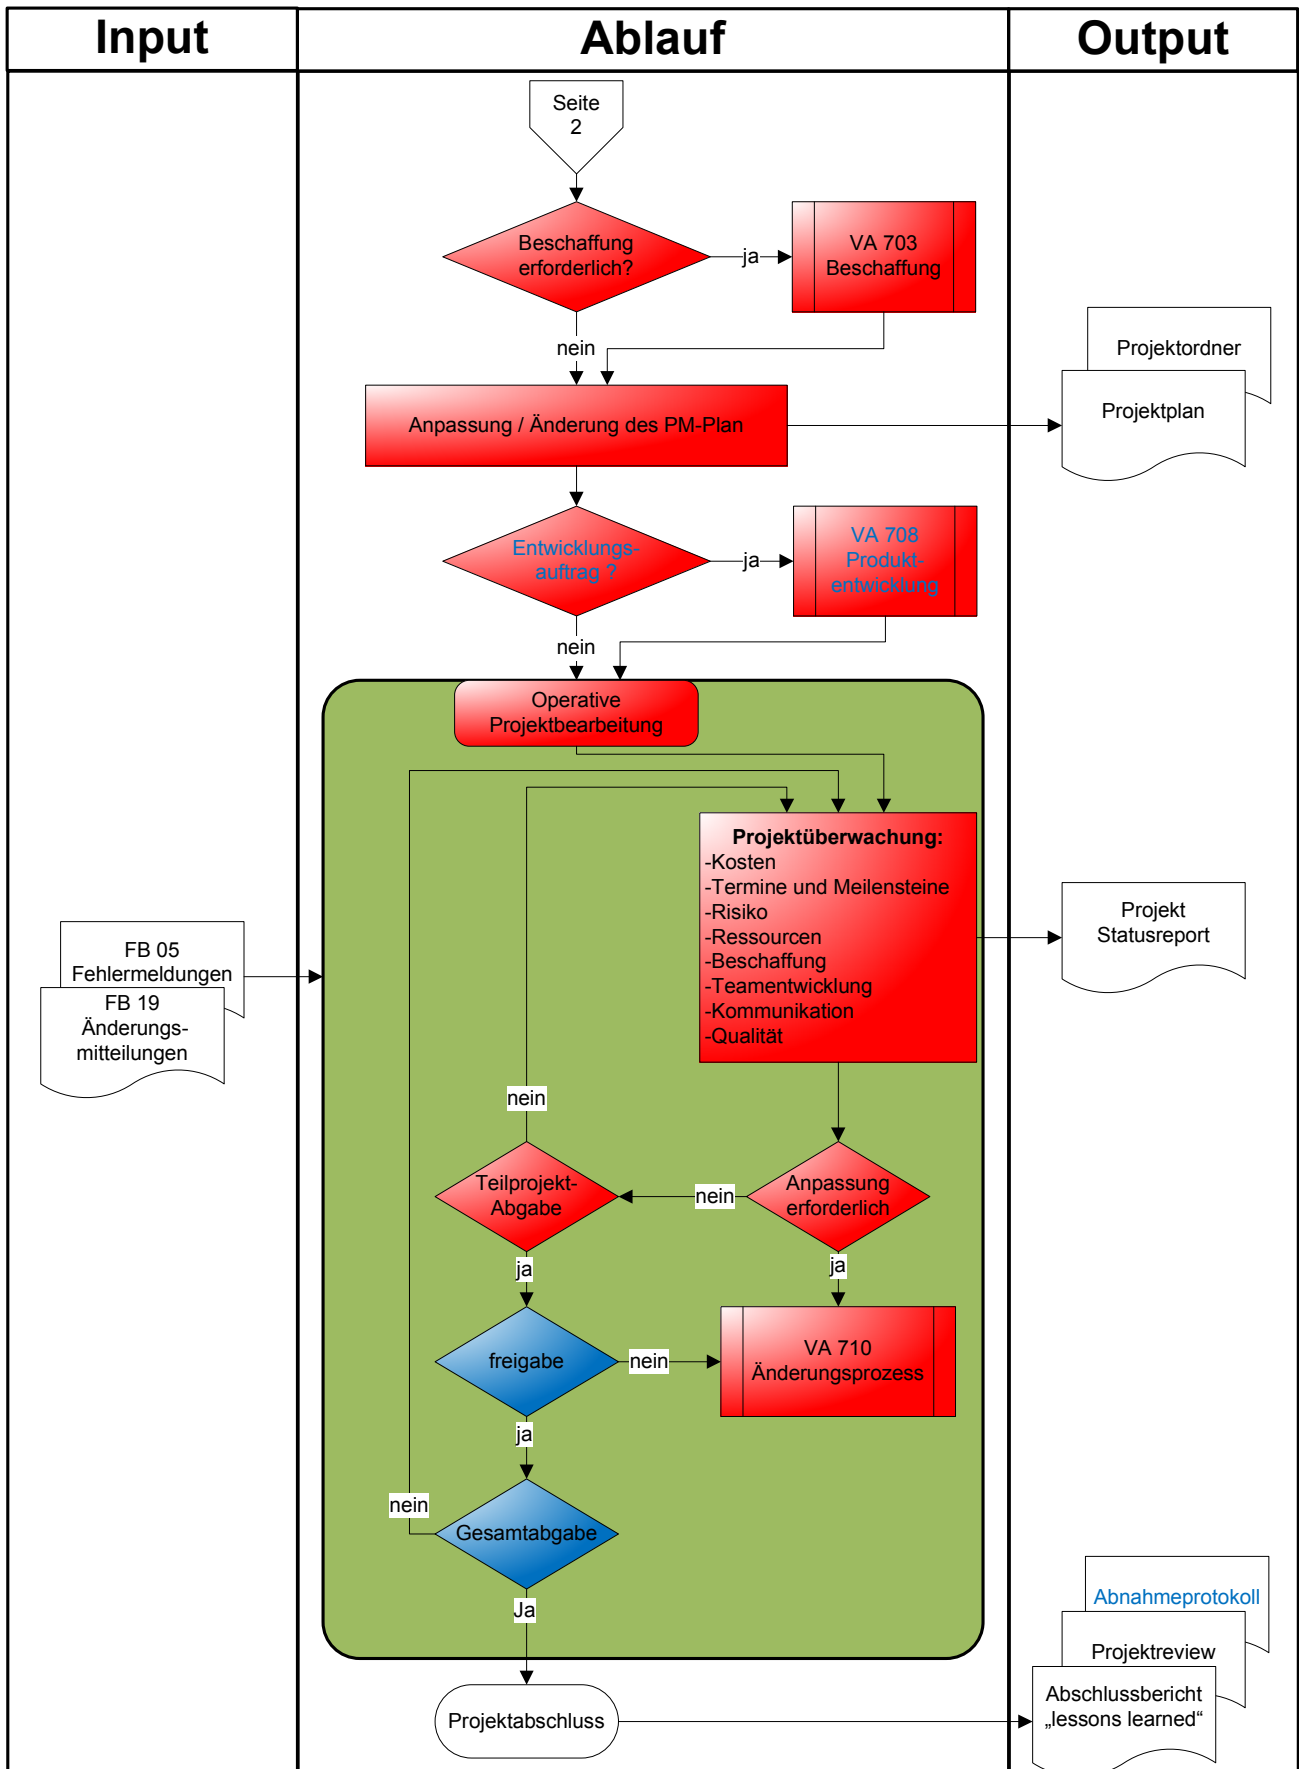 Input
Ablauf
Output
Seite
2
Beschaffung
erforderlich?
ja
VA 703
Beschaffung
nein
Anpassung / Änderung des PM-Plan
Projektordner
Projektplan
Entwicklungs-
auftrag ?
ja
VA 708
Produkt-
entwicklung
nein
Operative
Projektbearbeitung
Projektüberwachung:
-Kosten
-Termine und Meilensteine
-Risiko
-Ressourcen
-Beschaffung
-Teamentwicklung
-Kommunikation
-Qualität
Projekt
Statusreport
FB 05
Fehlermeldungen
FB 19
Änderungs-
mitteilungen
nein
Teilprojekt-
Abgabe
nein
Anpassung
erforderlich
ja
ja
freigabe
nein
VA 710
Änderungsprozess
ja
nein
Gesamtabgabe
Ja
Projektabschluss
Abnahmeprotokoll
Projektreview
Abschlussbericht
„lessons learned“